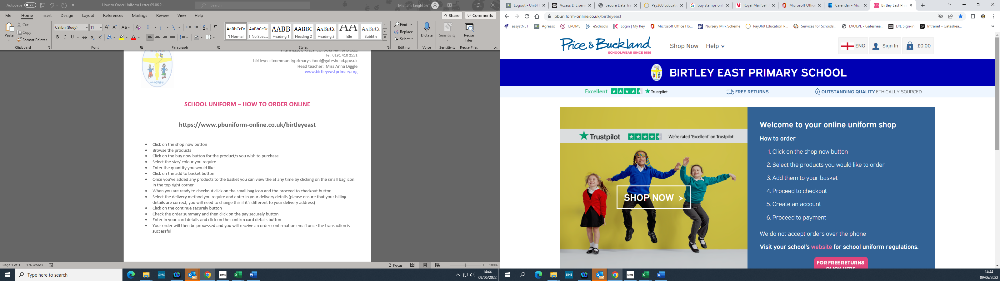 AutoSave Off How to Order Uniform Letter 09.06.2... Search Michelle Leighton
File Home Insert Design Layout References Mailings Review View Help Share Comments
Paste Cut Copy Format Painter Clipboard
Calibri (Body) 11 Aa B I U ab x₂ x² A Font
Paragraph
AaBbCcDc ¶ Normal AaBbCcDc ¶ No Spac... AABB Heading 1 AABBC Heading 2 AABBCC Heading 3 AA Title AABBCC Subtitle Styles
Find Replace Select Editing
Dictate Voice
Sensitivity Sensitivity
Reuse Files Reuse Files
Tel: 0191 410 2551
birtleyeastcommunityprimaryschool@gateshead.gov.uk
Head teacher: Miss Anna Diggle
www.birtleyeastprimary.org
Aiming Higher
SCHOOL UNIFORM – HOW TO ORDER ONLINE
https://www.pbuniform-online.co.uk/birtleyeast
• Click on the shop now button
• Browse the products
• Click on the buy now button for the product/s you wish to purchase
• Select the size/ colour you require
• Enter the quantity you would like
• Click on the add to basket button
• Once you've added any products to the basket you can view the at any time by clicking on the small bag icon
in the top right corner
• When you are ready to checkout click on the small bag icon and the proceed to checkout button
• Select the delivery method you require and enter in your delivery details (please ensure that your billing
details are correct, you will need to change this if it's different to your delivery address)
• Click on the continue securely button
• Check the order summary and then click on the pay securely button
• Enter in your card details and click on the confirm card details button
• Your order will then be processed and you will receive an order confirmation email once the transaction is
successful
Page 1 of 1 176 words Focus 100%
Type here to search SIMS SIMS 14:44
09/06/2022
Logout - Unit4 Access DfE serv Secure Data Tra Pay360 Educati G buy stamps onl Royal Mail Self Microsoft Offic Calendar - Mich Birtley East Prim
pbuniform-online.co.uk/birtleyeast
assystNET Agresso CPOMS eSchools Login | My Key Microsoft Office Ho... Nursery Milk Scheme Pay360 Education P... Services for Schools... EVOLVE - Gateshea... DfE Sign-in Intranet - Gateshea... »
Price & Buckland
SCHOOLWEAR SINCE 1959
Shop Now Help ENG Sign In 0 £0.00
BIRTLEY EAST PRIMARY SCHOOL
Excellent Trustpilot FREE RETURNS OUTSTANDING QUALITY ETHICALLY SOURCED
Trustpilot We're rated 'Excellent' on Trustpilot
SHOP NOW >
Welcome to your online uniform shop
How to order
1. Click on the shop now button
2. Select the products you would like to order
3. Add them to your basket
4. Proceed to checkout
5. Create an account
6. Proceed to payment
We do not accept orders over the phone
Visit your school's website for school uniform regulations.
FOR FREE RETURNS
CLICK HERE
SIMS SIMS 14:44
09/06/2022